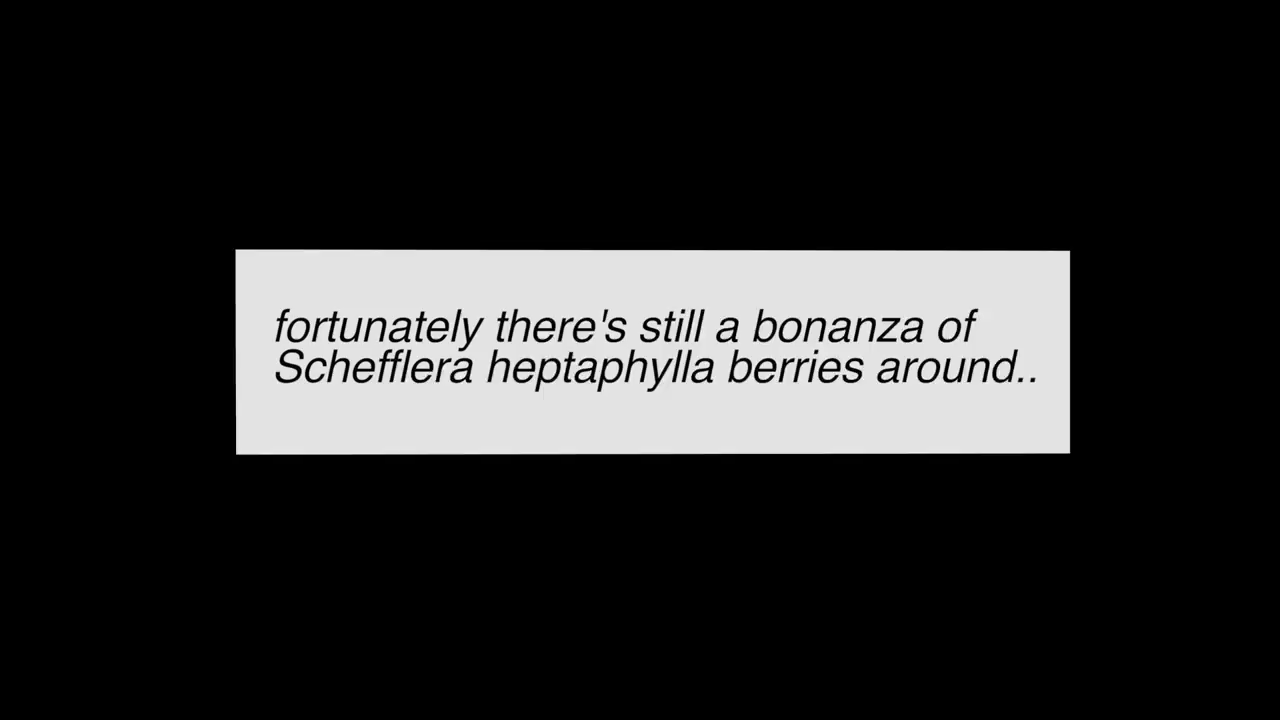 fortunately there's still a bonanza of
Schefflera heptaphylla berries around..